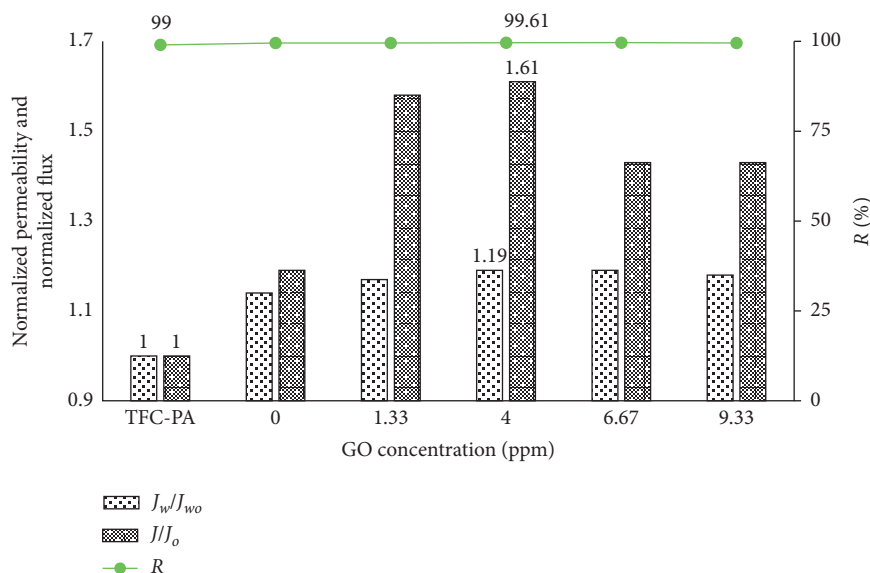 99
99.61
1.7
1.5
1.3
1.1
0.9
Normalized permeability and
normalized flux
1
1
1.19
1.61
100
75
50
25
0
R (%)
TFC-PA
0
1.33
4
6.67
9.33
GO concentration (ppm)
Jw/Jwo
J/Jo
R